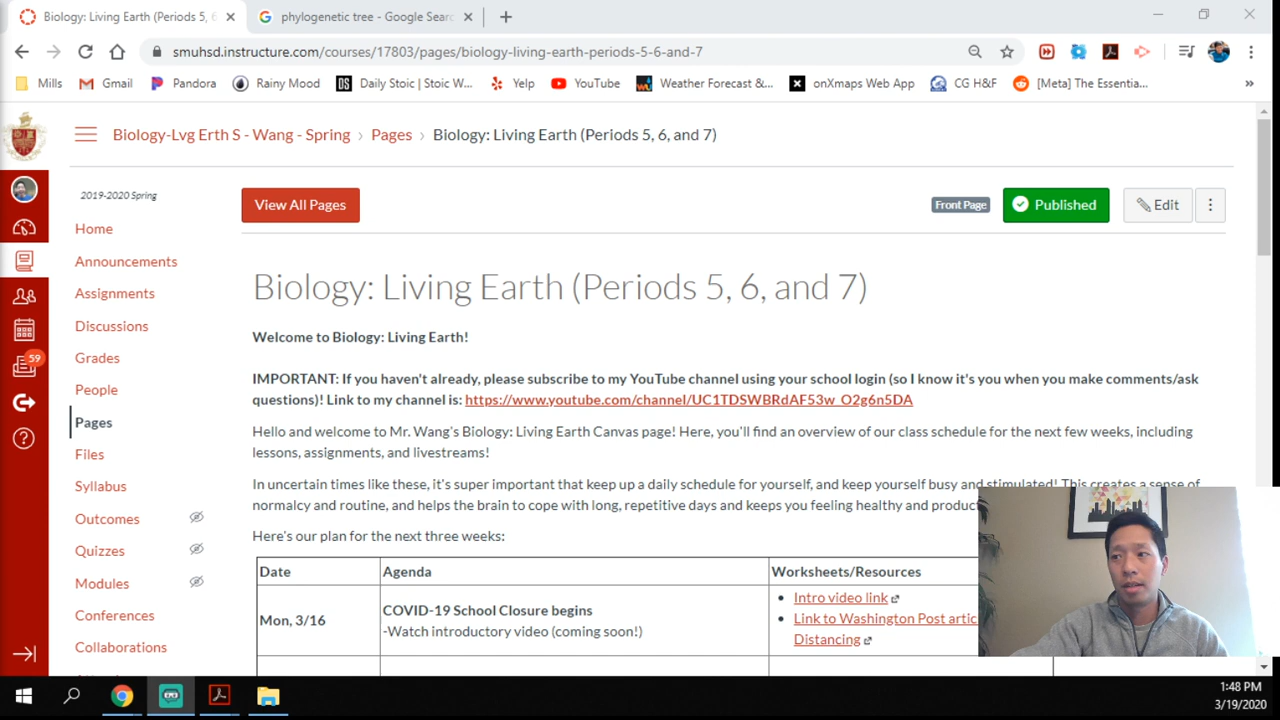 Biology: Living Earth (Periods 5, 6
phylogenetic tree - Google Sear
smuhsd.instructure.com/courses/17803/pages/biology-living-earth-periods-5-6-and-7
Mills Gmail Pandora Rainy Mood Daily Stoic | Stoic W... Yelp YouTube Weather Forecast &... onXmaps Web App CG H&F [Meta] The Essentia... »
Biology-Lvg Erth S - Wang - Spring › Pages › Biology: Living Earth (Periods 5, 6, and 7)
2019-2020 Spring
Home
Announcements
Assignments
Discussions
Grades
People
Pages
Files
Syllabus
Outcomes
Quizzes
Modules
Conferences
Collaborations
59
View All Pages
Front Page
Published
Edit
Biology: Living Earth (Periods 5, 6, and 7)
Welcome to Biology: Living Earth!
IMPORTANT: If you haven't already, please subscribe to my YouTube channel using your school login (so I know it's you when you make comments/ask
questions)! Link to my channel is: https://www.youtube.com/channel/UC1TDSWBRdAF53w_O2g6n5DA
Hello and welcome to Mr. Wang's Biology: Living Earth Canvas page! Here, you'll find an overview of our class schedule for the next few weeks, including
lessons, assignments, and livestreams!
In uncertain times like these, it's super important that keep up a daily schedule for yourself, and keep yourself busy and stimulated! This creates a sense of
normalcy and routine, and helps the brain to cope with long, repetitive days and keeps you feeling healthy and produc
Here's our plan for the next three weeks:
Date Agenda Worksheets/Resources
Mon, 3/16
COVID-19 School Closure begins
-Watch introductory video (coming soon!)
Intro video link
Link to Washington Post artic
Distancing
1:48 PM
3/19/2020